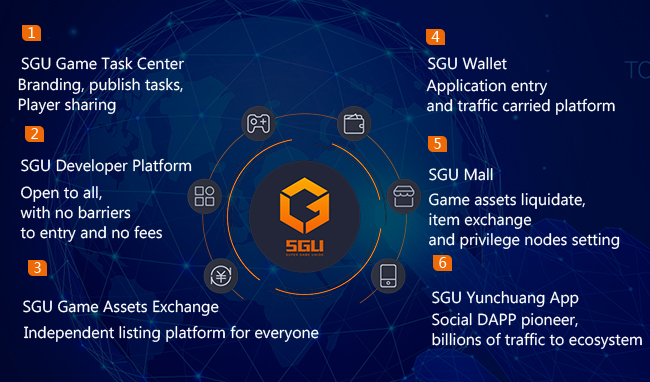 1
SGU Game Task Center
Branding, publish tasks,
Player sharing
2
SGU Developer Platform
Open to all,
with no barriers
to entry and no fees
3
SGU Game Assets Exchange
Independent listing platform for everyone
SGU
SUPER GAME UNION
4
SGU Wallet
Application entry
and traffic carried platform
5
SGU Mall
Game assets liquidate,
item exchange
and privilege nodes setting
6
SGU Yunchuang App
Social DAPP pioneer,
billions of traffic to ecosystem